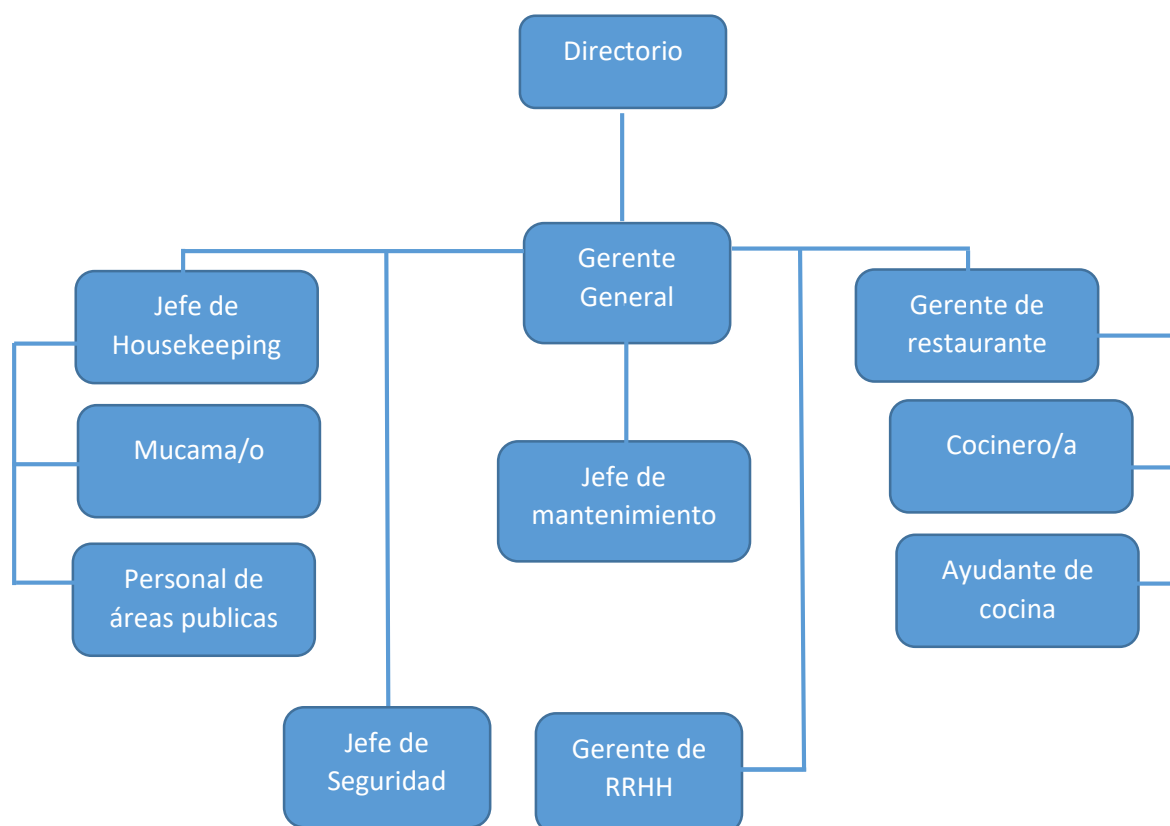 Directorio
Gerente
General
Jefe de
Housekeeping
Gerente de
restaurante
Mucama/o
Cocinero/a
Jefe de
mantenimiento
Personal de
áreas publicas
Ayudante de
cocina
Jefe de
Seguridad
Gerente de
RRHH